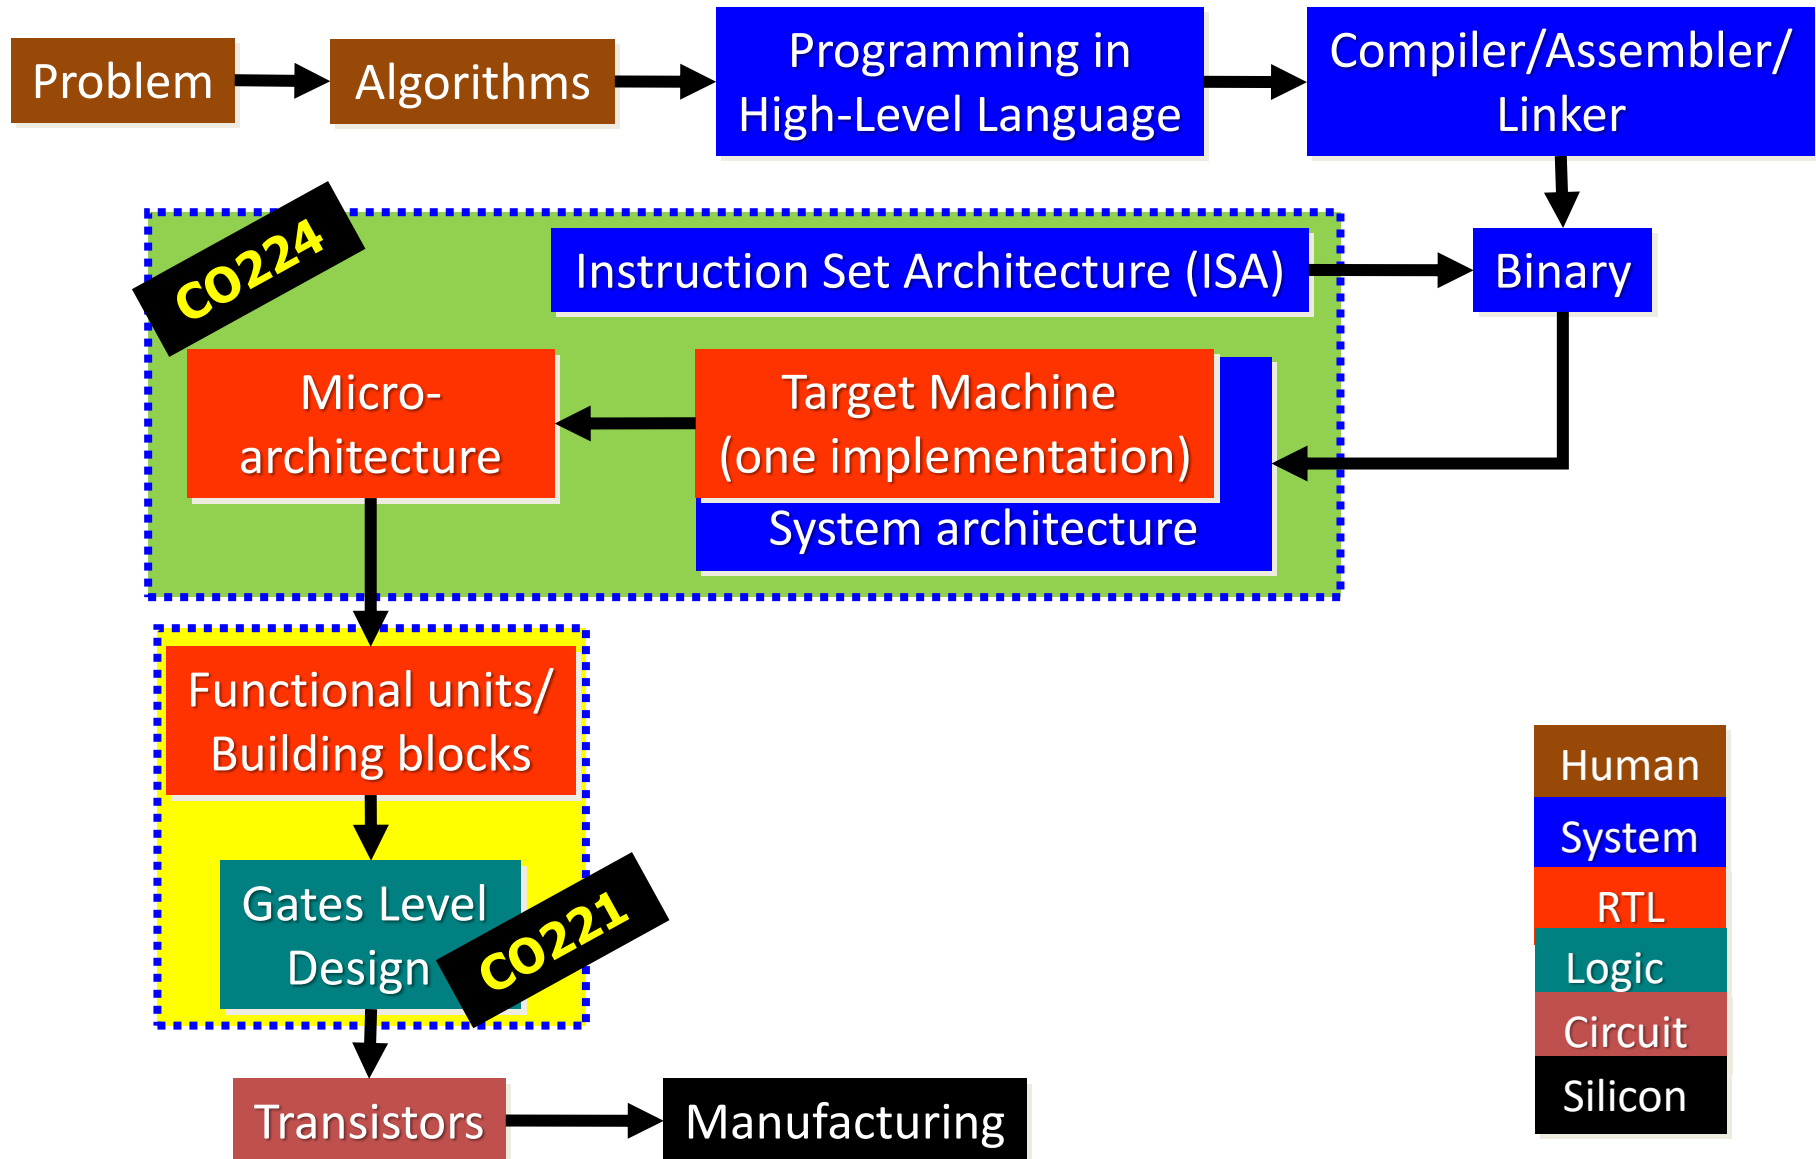 Problem
Algorithms
Programming in
High-Level Language
Compiler/Assembler/
Linker
CO224
Instruction Set Architecture (ISA)
Binary
Micro-
architecture
Target Machine
(one implementation)
System architecture
Functional units/
Building blocks
Gates Level
Design
CO221
Transistors
Manufacturing
Human
System
RTL
Logic
Circuit
Silicon